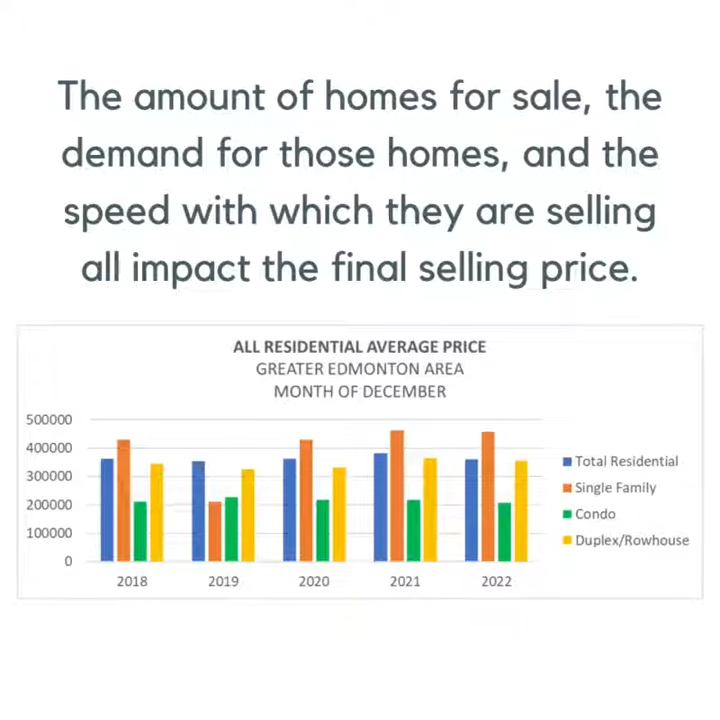 The amount of homes for sale, the
demand for those homes, and the
speed with which they are selling
all impact the final selling price.
ALL RESIDENTIAL AVERAGE PRICE
GREATER EDMONTON AREA
MONTH OF DECEMBER
500000
400000
300000
200000
100000
0
2018 2019 2020 2021 2022
Total Residential
Single Family
Condo
Duplex/Rowhouse